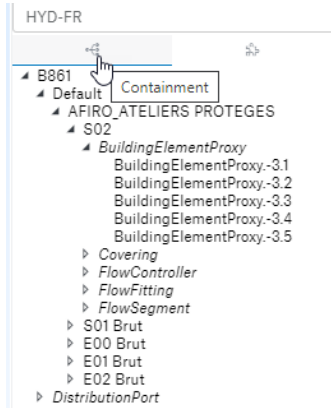 HYD-FR
Containment
B861
Default
AFIRO_ATELIERS PROTEGES
S02
BuildingElementProxy
BuildingElementProxy.-3.1
BuildingElementProxy.-3.2
BuildingElementProxy.-3.3
BuildingElementProxy.-3.4
BuildingElementProxy.-3.5
Covering
FlowController
FlowFitting
FlowSegment
S01 Brut
E00 Brut
E01 Brut
E02 Brut
DistributionPort